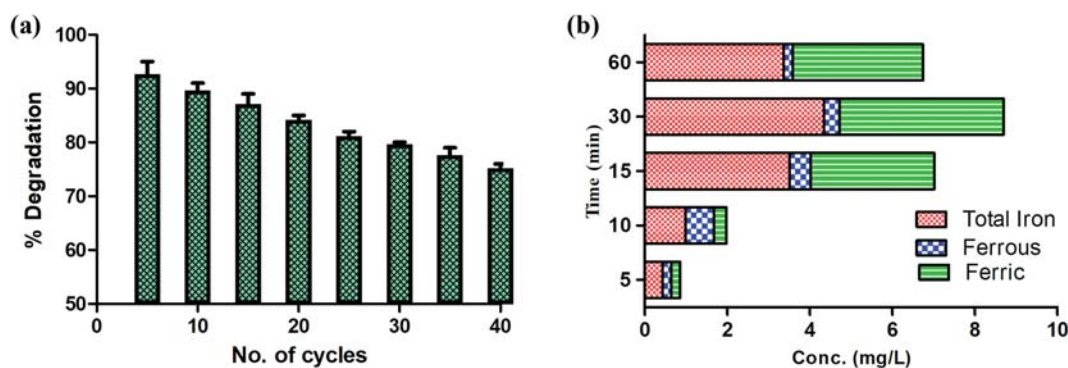 (a)
100
90
80
70
60
50
% Degradation
0 10 20 30 40
No. of cycles
(b)
60
30
15
10
5
Time (min)
Total Iron
Ferrous
Ferric
0 2 4 6 8 10
Conc. (mg/L)